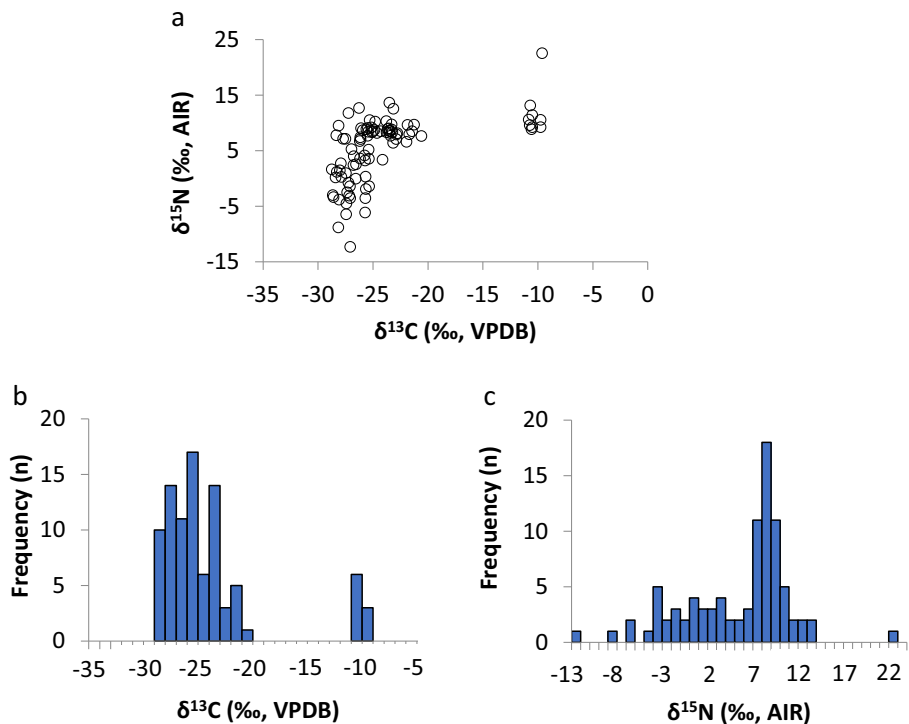 a
25
15
5
-5
-15
δ¹⁵N (‰, AIR)
-35 -30 -25 -20 -15 -10 -5 0
δ¹³C (‰, VPDB)
b
20
15
10
5
0
Frequency (n)
-35 -30 -25 -20 -15 -10 -5
δ¹³C (‰, VPDB)
c
20
15
10
5
0
Frequency (n)
-13 -8 -3 2 7 12 17 22
δ¹⁵N (‰, AIR)